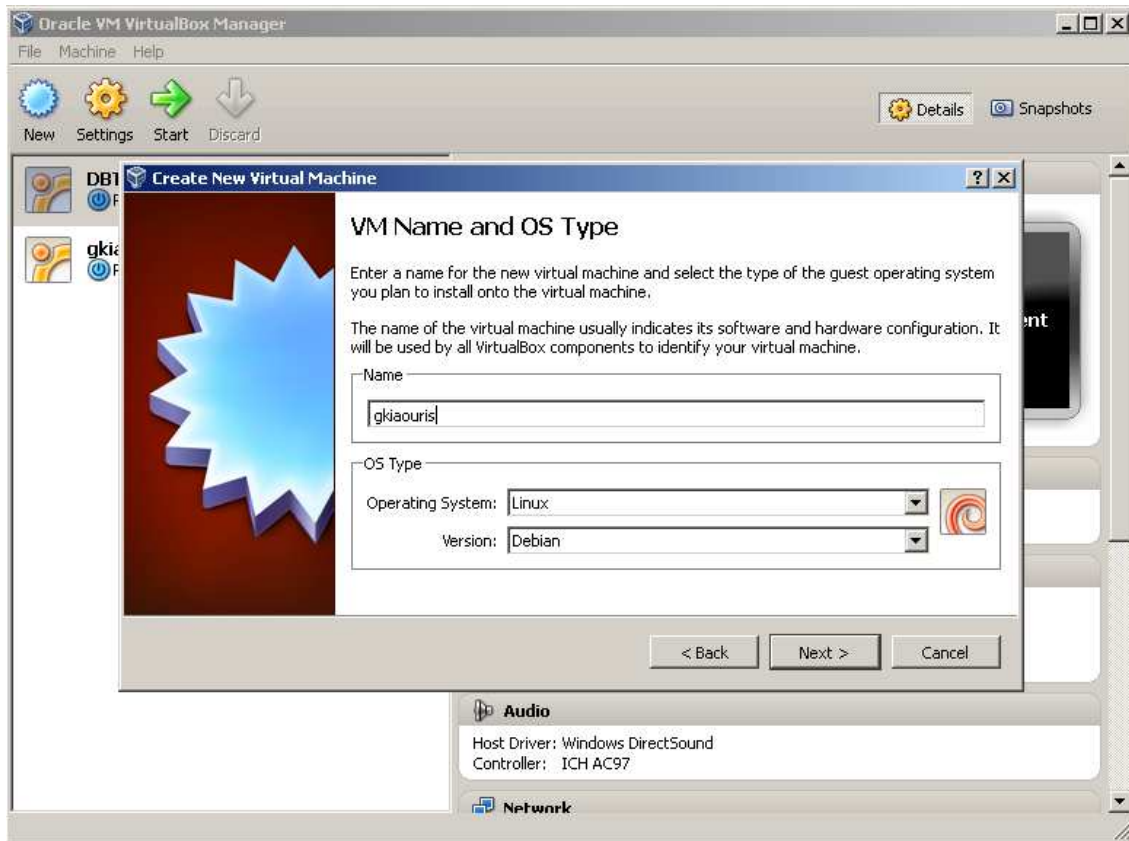 Oracle VM VirtualBox Manager
File Machine Help
New Settings Start Discard
Details Snapshots
Create New Virtual Machine
VM Name and OS Type
Enter a name for the new virtual machine and select the type of the guest operating system
you plan to install onto the virtual machine.
The name of the virtual machine usually indicates its software and hardware configuration. It
will be used by all VirtualBox components to identify your virtual machine.
Name
gkiaouris
OS Type
Operating System: Linux
Version: Debian
< Back Next > Cancel
Audio
Host Driver: Windows DirectSound
Controller: ICH AC97
Network